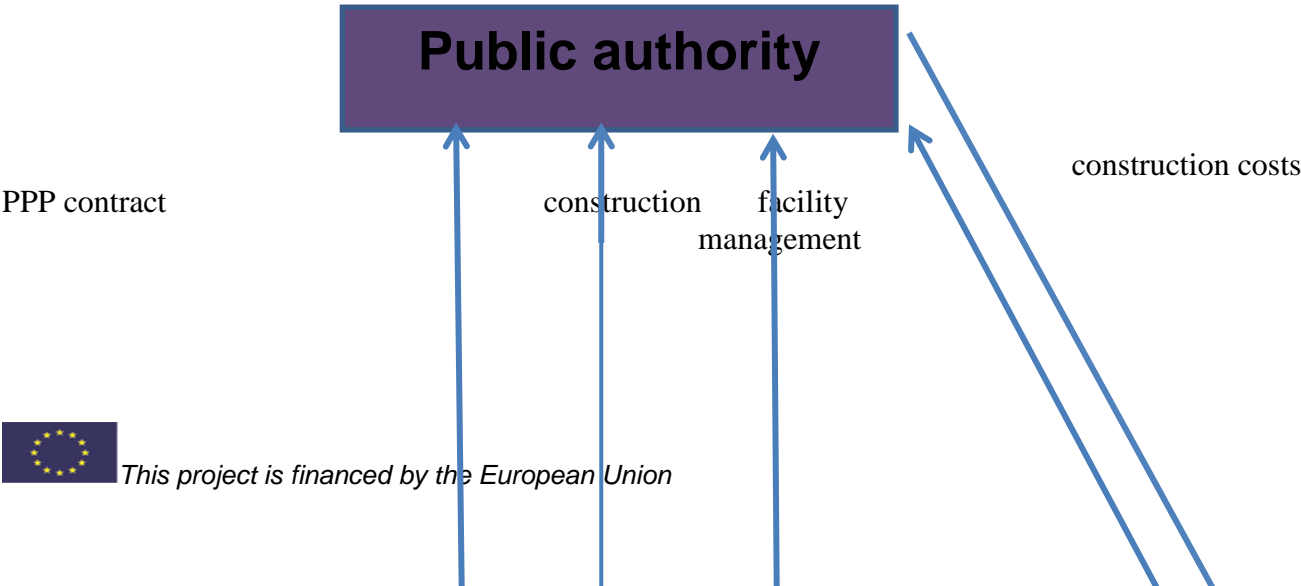 Public authority
construction costs
PPP contract construction facility
management
This project is financed by the European Union